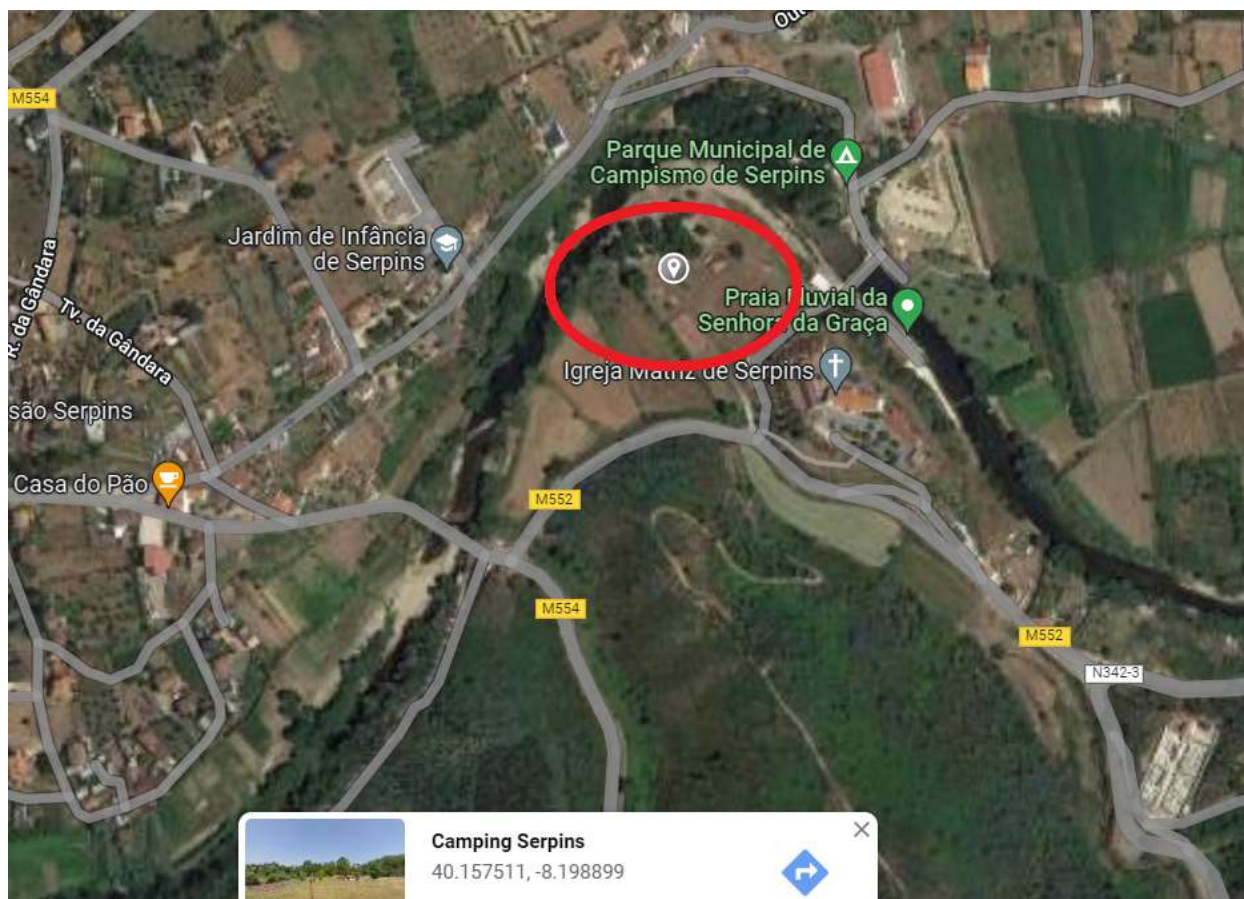 Out
M554
Parque Municipal de
Campismo de Serpins
Jardim de Infância
de Serpins
R. da Gândara
Tv. da Gândara
Praia Fluvial da
Senhora da Graça
Igreja Matriz de Serpins
são Serpins
Casa do Pão
M552
M554
M552
N342-3
Camping Serpins
40.157511, -8.198899